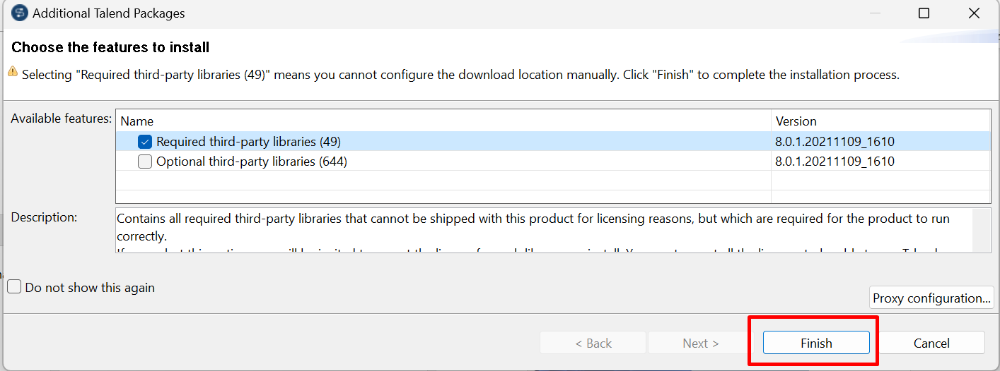 Additional Talend Packages
Choose the features to install
Selecting "Required third-party libraries (49)" means you cannot configure the download location manually. Click "Finish" to complete the installation process.
Available features:
Name Version
Required third-party libraries (49) 8.0.1.20211109_1610
Optional third-party libraries (644) 8.0.1.20211109_1610
Description:
Contains all required third-party libraries that cannot be shipped with this product for licensing reasons, but which are required for the product to run
correctly.
Do not show this again
Proxy configuration...
< Back Next > Finish Cancel